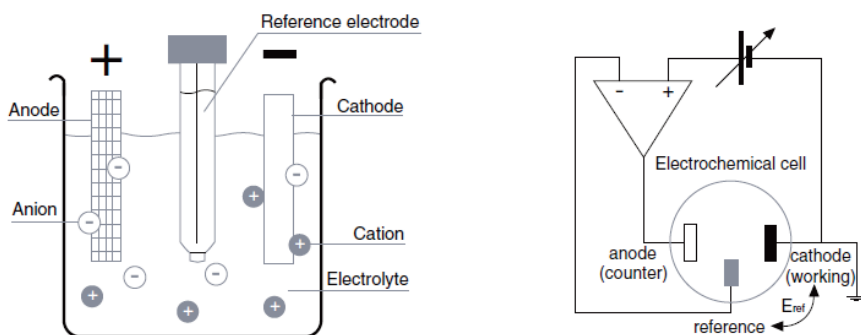 Reference electrode
+
−
Anode
Cathode
-
-
+
Anion
-
+
Cation
-
+
+
+
Electrolyte
-
+
Electrochemical cell
anode
(counter)
cathode
(working)
Eref
reference